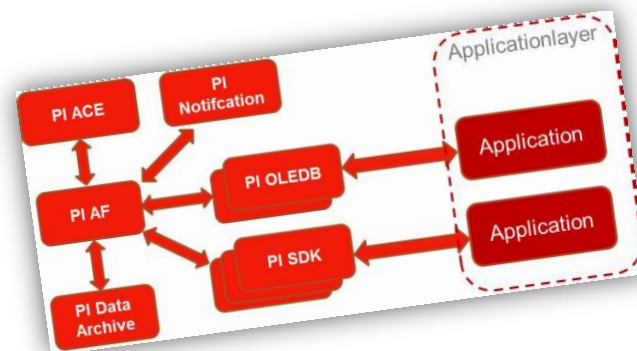 Applicationlayer
PI ACE
PI
Notifcation
PI OLEDB
Application
PI AF
PI SDK
Application
PI Data
Archive